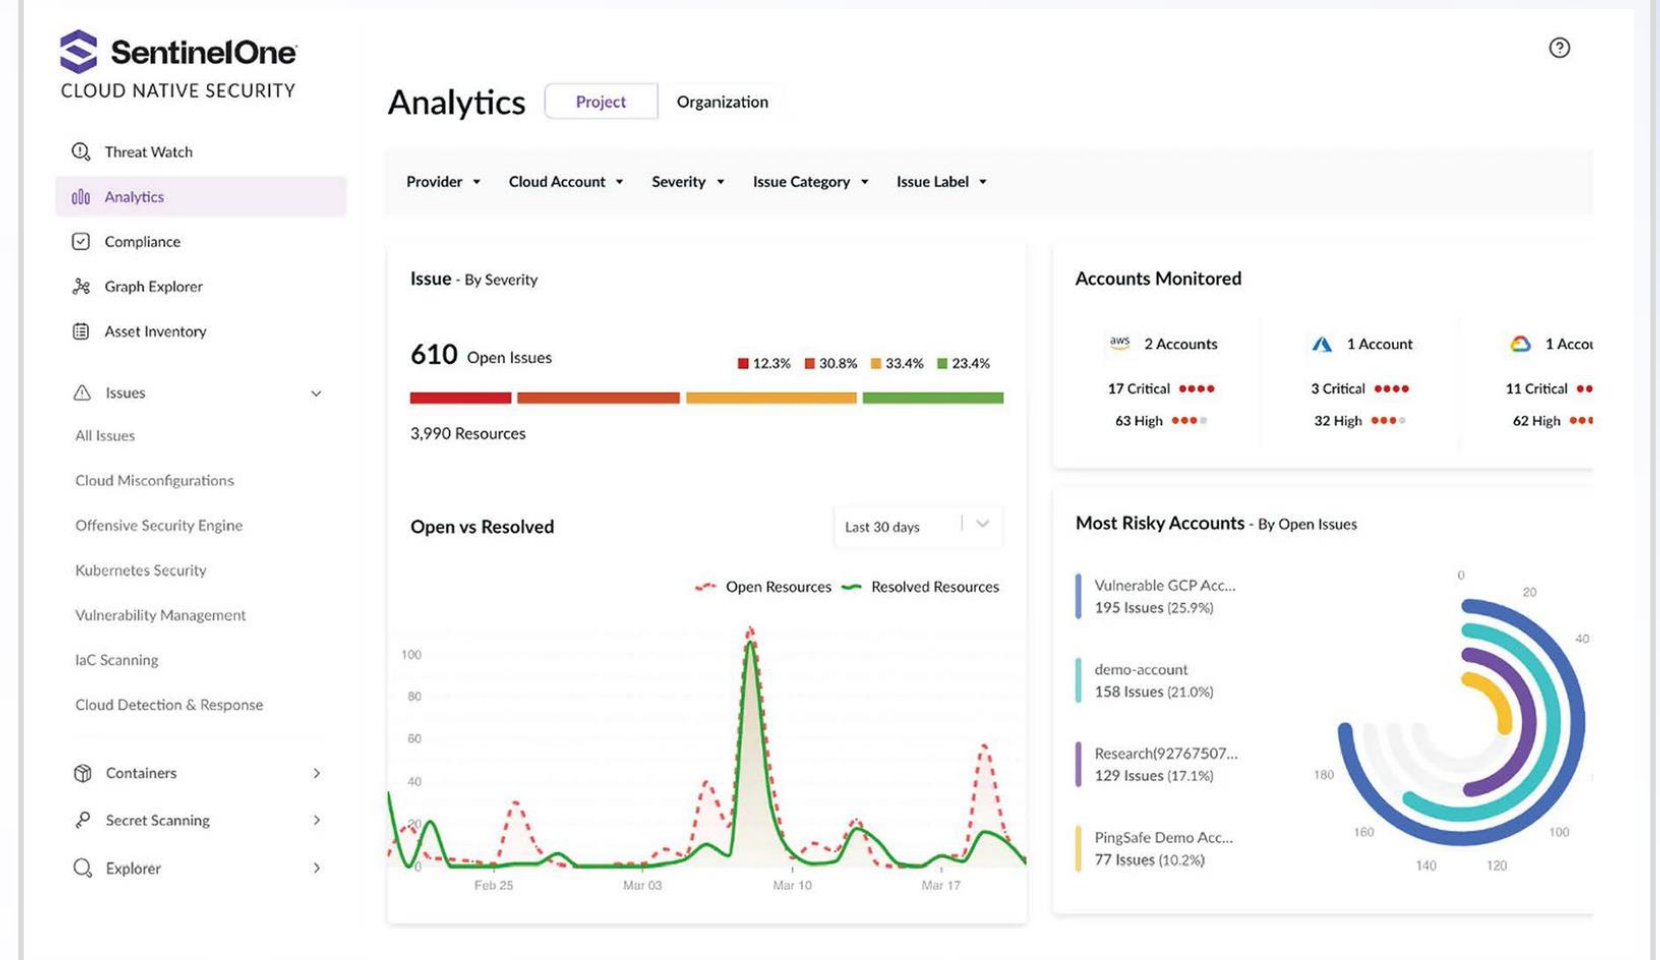 SentinelOne
CLOUD NATIVE SECURITY
Threat Watch
Analytics
Compliance
Graph Explorer
Asset Inventory
Issues
All Issues
Cloud Misconfigurations
Offensive Security Engine
Kubernetes Security
Vulnerability Management
IaC Scanning
Cloud Detection & Response
Containers
Secret Scanning
Explorer
Analytics Project Organization
Provider Cloud Account Severity Issue Category Issue Label
Issue - By Severity
610 Open Issues 12.3% 30.8% 33.4% 23.4%
3,990 Resources
Open vs Resolved Last 30 days
Open Resources Resolved Resources
100
80
60
40
20
0
Feb 25 Mar 03 Mar 10 Mar 17
Accounts Monitored
aws 2 Accounts 1 Account 1 Accou
17 Critical 3 Critical 11 Critical
63 High 32 High 62 High
Most Risky Accounts - By Open Issues
Vulnerable GCP Acc...
195 Issues (25.9%)
demo-account
158 Issues (21.0%)
Research(92767507...
129 Issues (17.1%)
PingSafe Demo Acc...
77 Issues (10.2%)
0
20
40
100
120
140
160
180